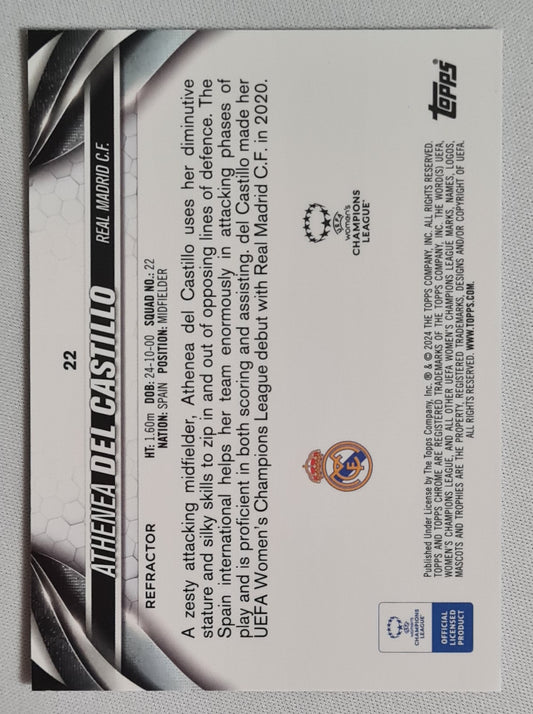 22
ATHENEA DEL CASTILLO
REAL MADRID C.F.
HT: 1.60m DOB: 24-10-00 SQUAD NO.: 22
NATION: SPAIN POSITION: MIDFIELDER
REFRACTOR
A zesty attacking midfielder, Athenea del Castillo uses her diminutive
stature and silky skills to zip in and out of opposing lines of defence. The
Spain international helps her team enormously in attacking phases of
play and is proficient in both scoring and assisting. del Castillo made her
UEFA Women's Champions League debut with Real Madrid C.F. in 2020.
UEFA
women's
CHAMPIONS
LEAGUE
UEFA
women's
CHAMPIONS
LEAGUE
OFFICIAL
LICENSED
PRODUCT
Published Under License by The Topps Company, Inc. ® & © 2024 THE TOPPS COMPANY, INC. ALL RIGHTS RESERVED.
TOPPS AND TOPPS CHROME ARE REGISTERED TRADEMARKS OF THE TOPPS COMPANY, INC. THE WORD(S) UEFA,
WOMEN'S CHAMPIONS LEAGUE, AND ALL OTHER UEFA WOMEN'S CHAMPIONS LEAGUE MARKS, NAMES, LOGOS,
MASCOTS AND TROPHIES ARE THE PROPERTY, REGISTERED TRADEMARKS, DESIGNS AND/OR COPYRIGHT OF UEFA.
ALL RIGHTS RESERVED. WWW.TOPPS.COM.
TOPPS®